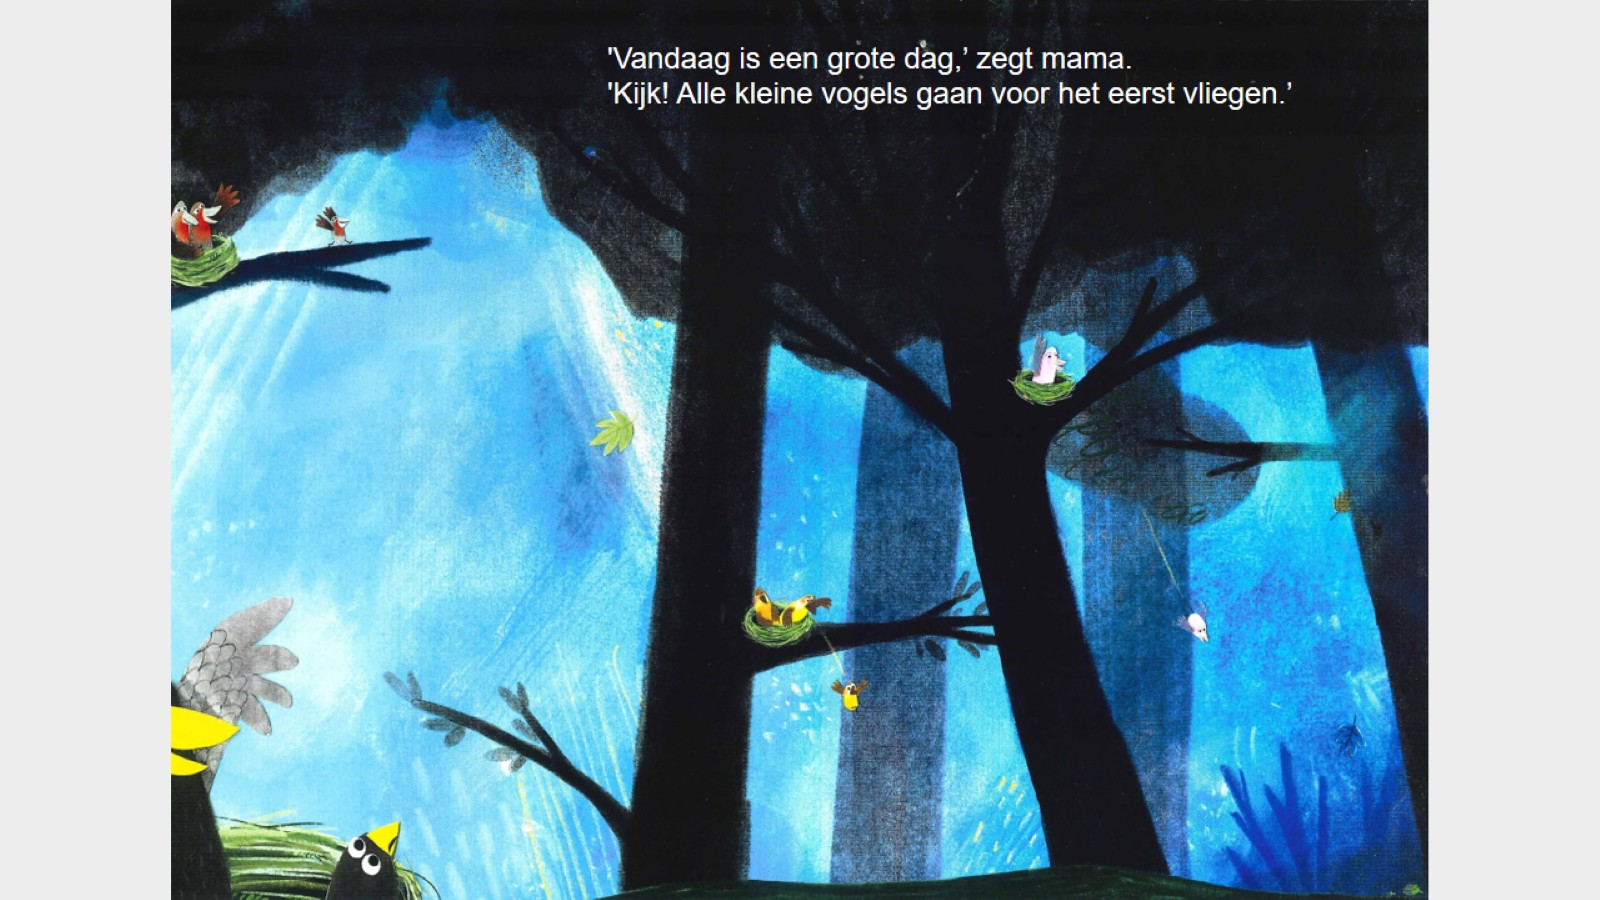 'Vandaag is een grote dag,’ zegt mama.
'Kijk! Alle kleine vogels gaan voor het eerst vliegen.’